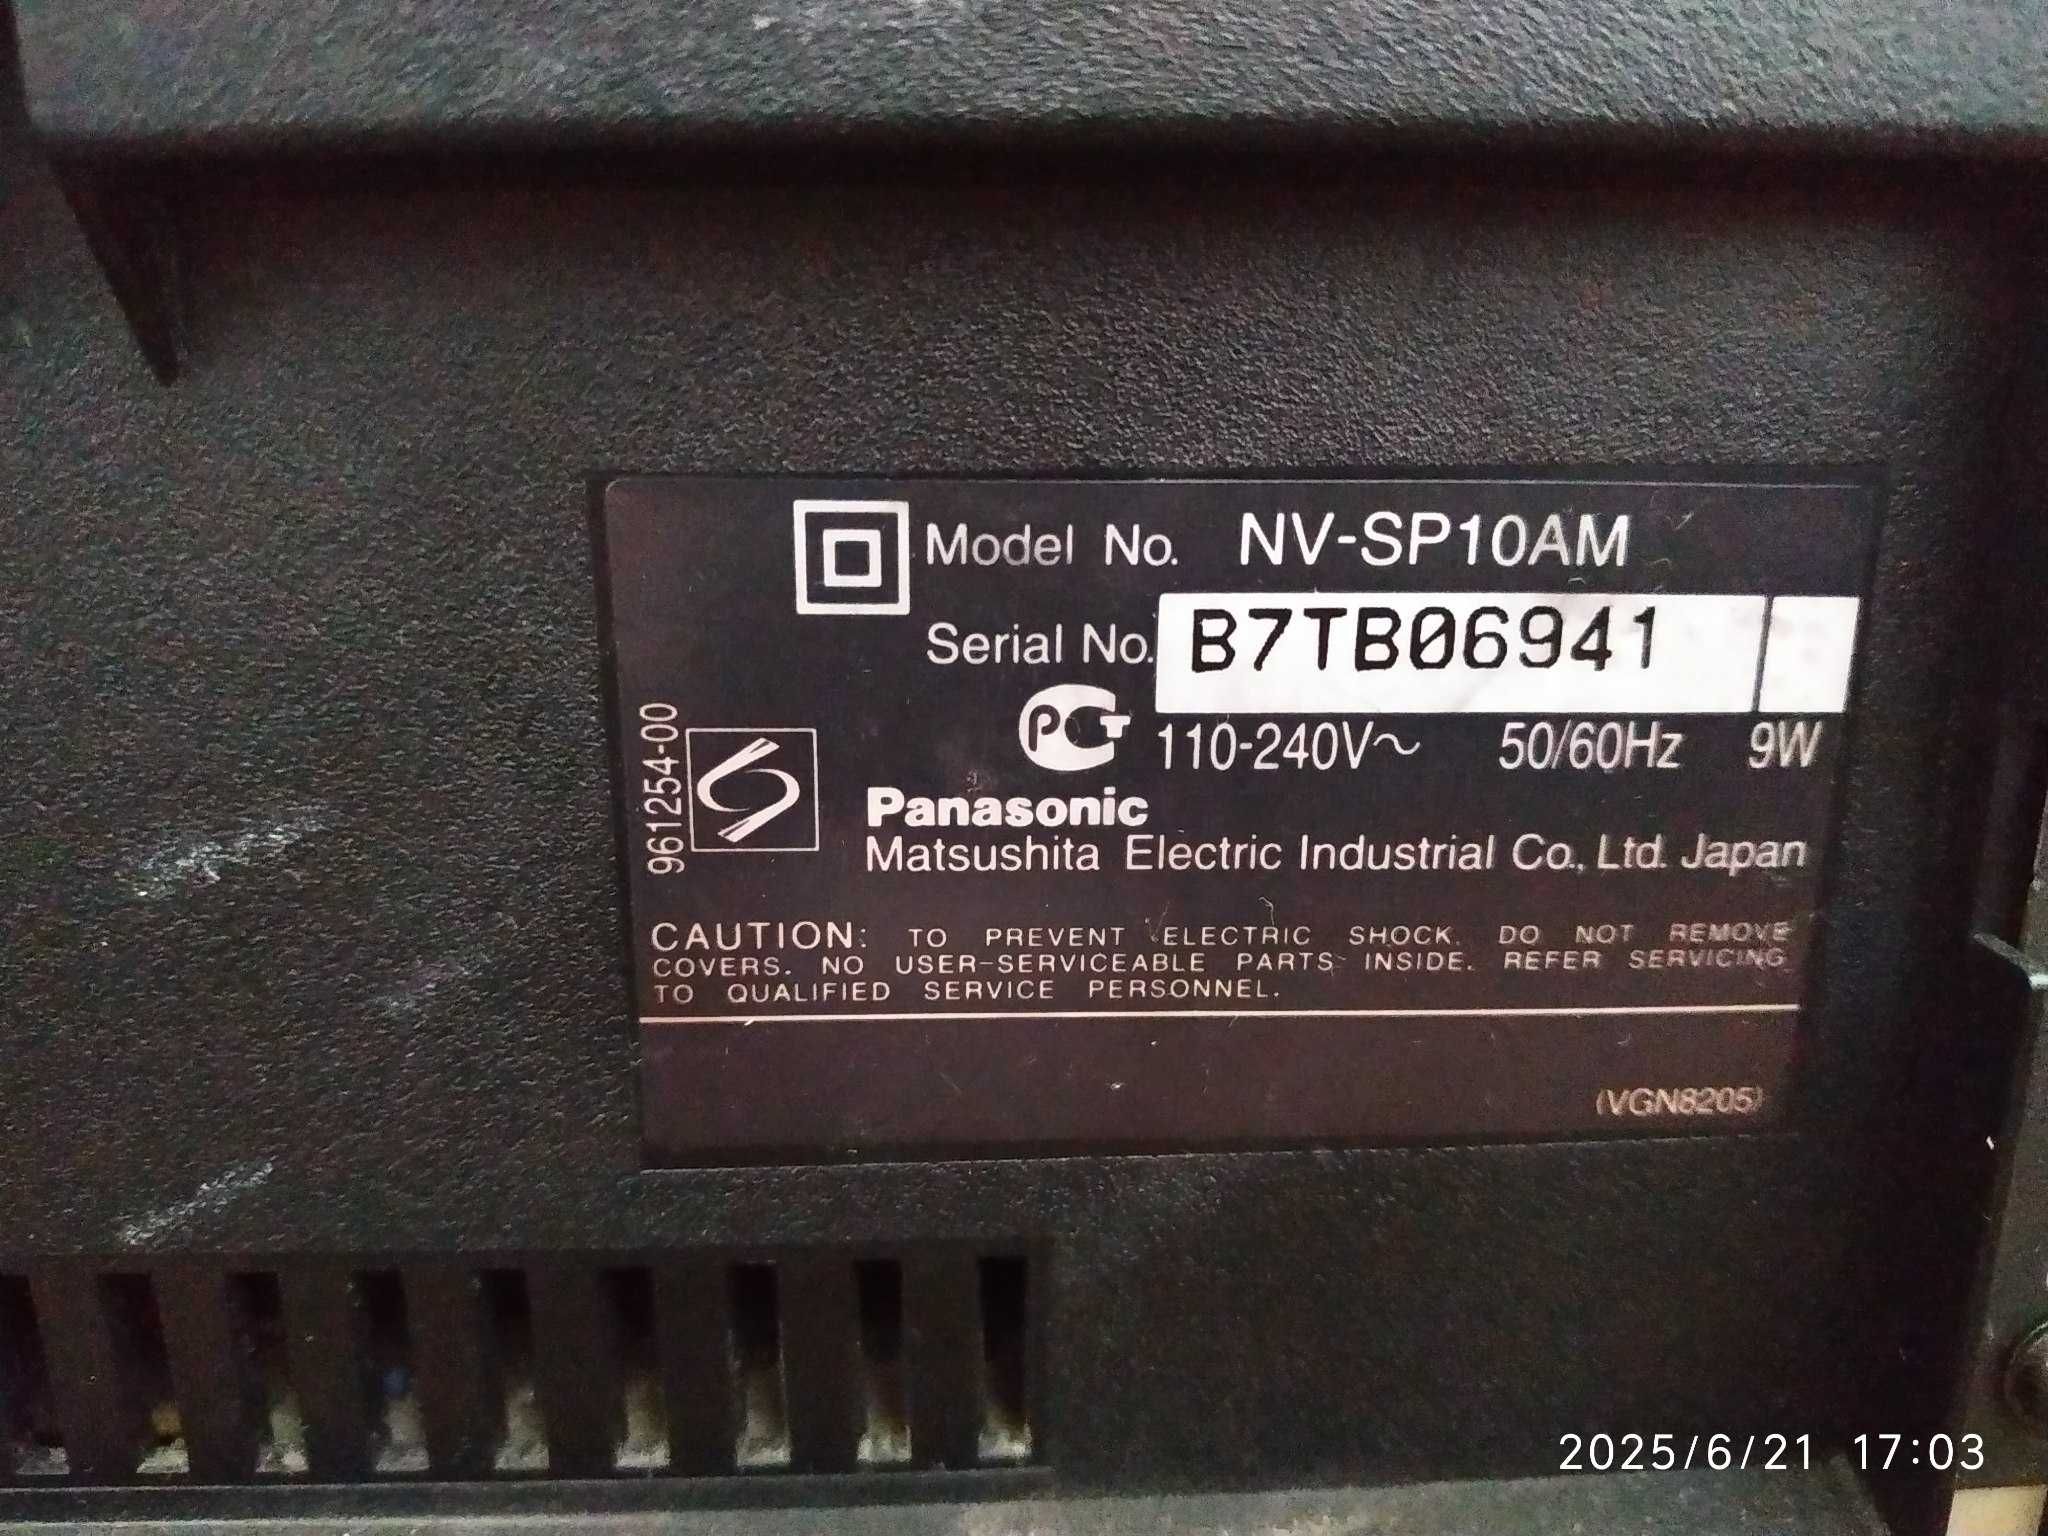 Model No. NV-SP10AM
Serial No. B7TB06941
PCT 110-240V~ 50/60Hz 9W
961254-00
Panasonic
Matsushita Electric Industrial Co., Ltd. Japan
CAUTION: TO PREVENT ELECTRIC SHOCK. DO NOT REMOVE
COVERS. NO USER-SERVICEABLE PARTS INSIDE. REFER SERVICING
TO QUALIFIED SERVICE PERSONNEL.
(VGN8205)
2025/6/21 17:03